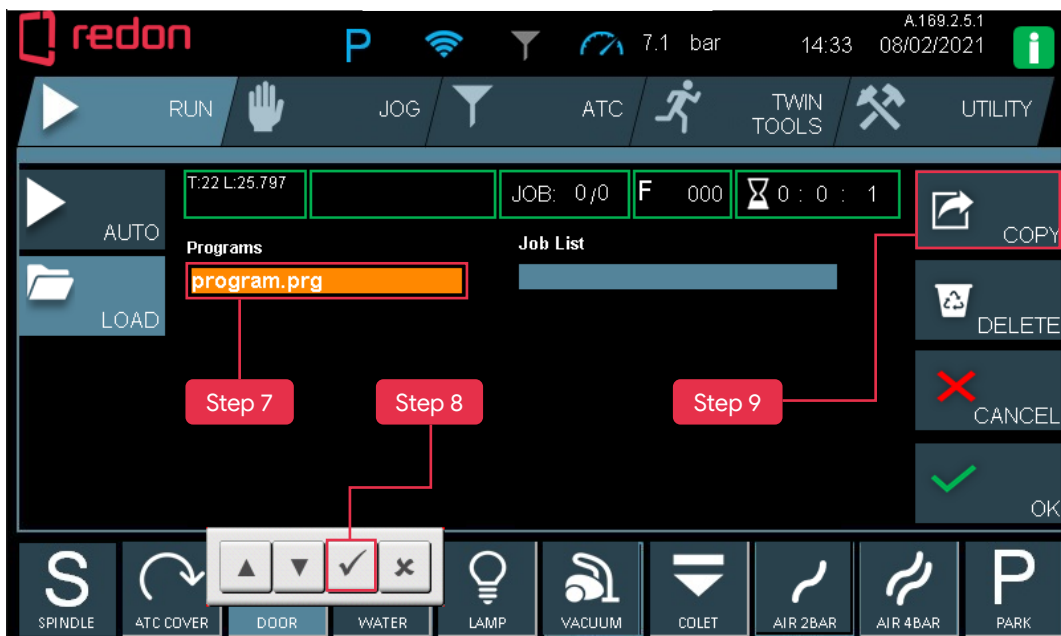 redon
P
7.1 bar
14:33
A.169.2.5.1
08/02/2021
i
RUN
JOG
ATC
TWIN
TOOLS
UTILITY
AUTO
LOAD
T:22 L:25.797
JOB: 0/0
F 000
0 : 0 : 1
Programs
Job List
program.prg
COPY
DELETE
CANCEL
OK
Step 7
Step 8
Step 9
S
SPINDLE
ATC COVER
DOOR
WATER
LAMP
VACUUM
COLET
AIR 2BAR
AIR 4BAR
P
PARK